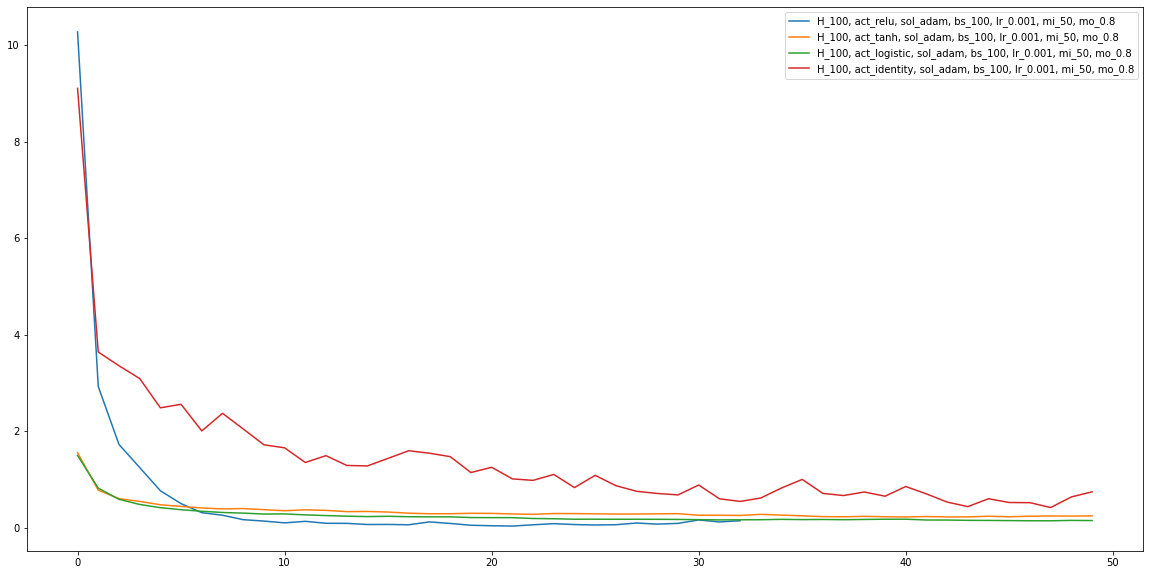 H_100, act_relu, sol_adam, bs_100, lr_0.001, mi_50, mo_0.8
H_100, act_tanh, sol_adam, bs_100, lr_0.001, mi_50, mo_0.8
H_100, act_logistic, sol_adam, bs_100, lr_0.001, mi_50, mo_0.8
H_100, act_identity, sol_adam, bs_100, lr_0.001, mi_50, mo_0.8
10
8
6
4
2
0
0 10 20 30 40 50